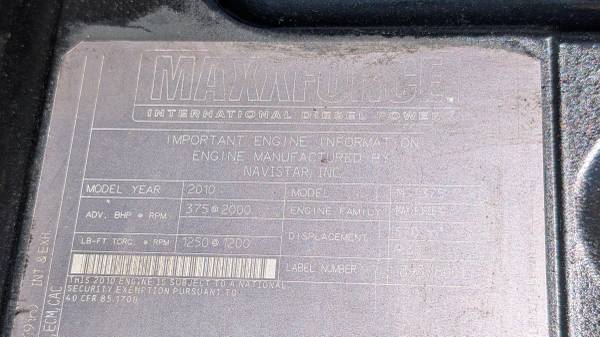 MAXXFORCE
INTERNATIONAL DIESEL POWER
IMPORTANT ENGINE INFORMATION
ENGINE MANUFACTURED BY
NAVISTAR, INC.
MODEL YEAR 2010
ADV. BHP @ RPM 375 @ 2000 ENGINE FAMILY
LB-FT TORQ. @ RPM 1250 @ 1200 DISPLACEMENT
LABEL NUMBER
THIS 2010 ENGINE IS SUBJECT TO A NATIONAL
SECURITY EXEMPTION PURSUANT TO
40 CFR 85.1708
INT & EXH.
,ECM,CAC